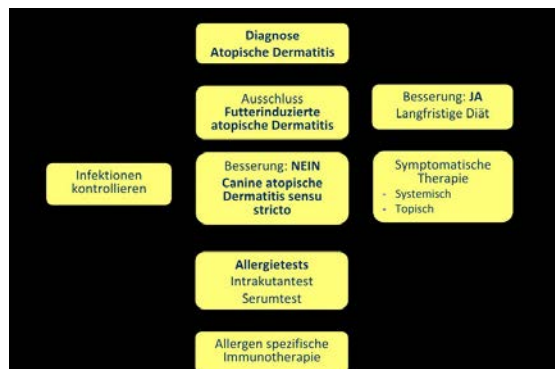 Diagnose
Atopische Dermatitis
Ausschluss
Futterinduzierte
atopische Dermatitis
Besserung: JA
Langfristige Diät
Infektionen
kontrollieren
Besserung: NEIN
Canine atopische
Dermatitis sensu
stricto
Symptomatische
Therapie
- Systemisch
- Topisch
Allergietests
Intrakutantest
Serumtest
Allergen spezifische
Immunotherapie